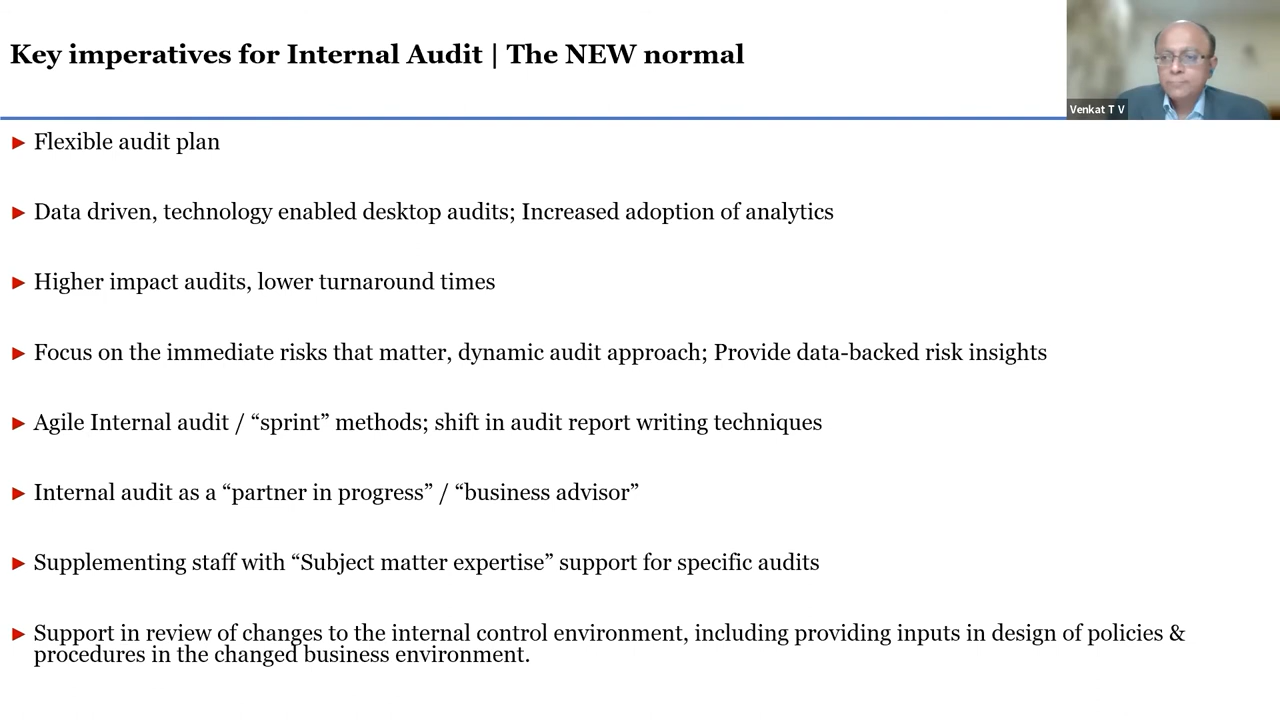 Key imperatives for Internal Audit | The NEW normal
Venkat T V
► Flexible audit plan
► Data driven, technology enabled desktop audits; Increased adoption of analytics
► Higher impact audits, lower turnaround times
► Focus on the immediate risks that matter, dynamic audit approach; Provide data-backed risk insights
► Agile Internal audit / “sprint” methods; shift in audit report writing techniques
► Internal audit as a “partner in progress” / “business advisor”
► Supplementing staff with “Subject matter expertise” support for specific audits
► Support in review of changes to the internal control environment, including providing inputs in design of policies &
procedures in the changed business environment.